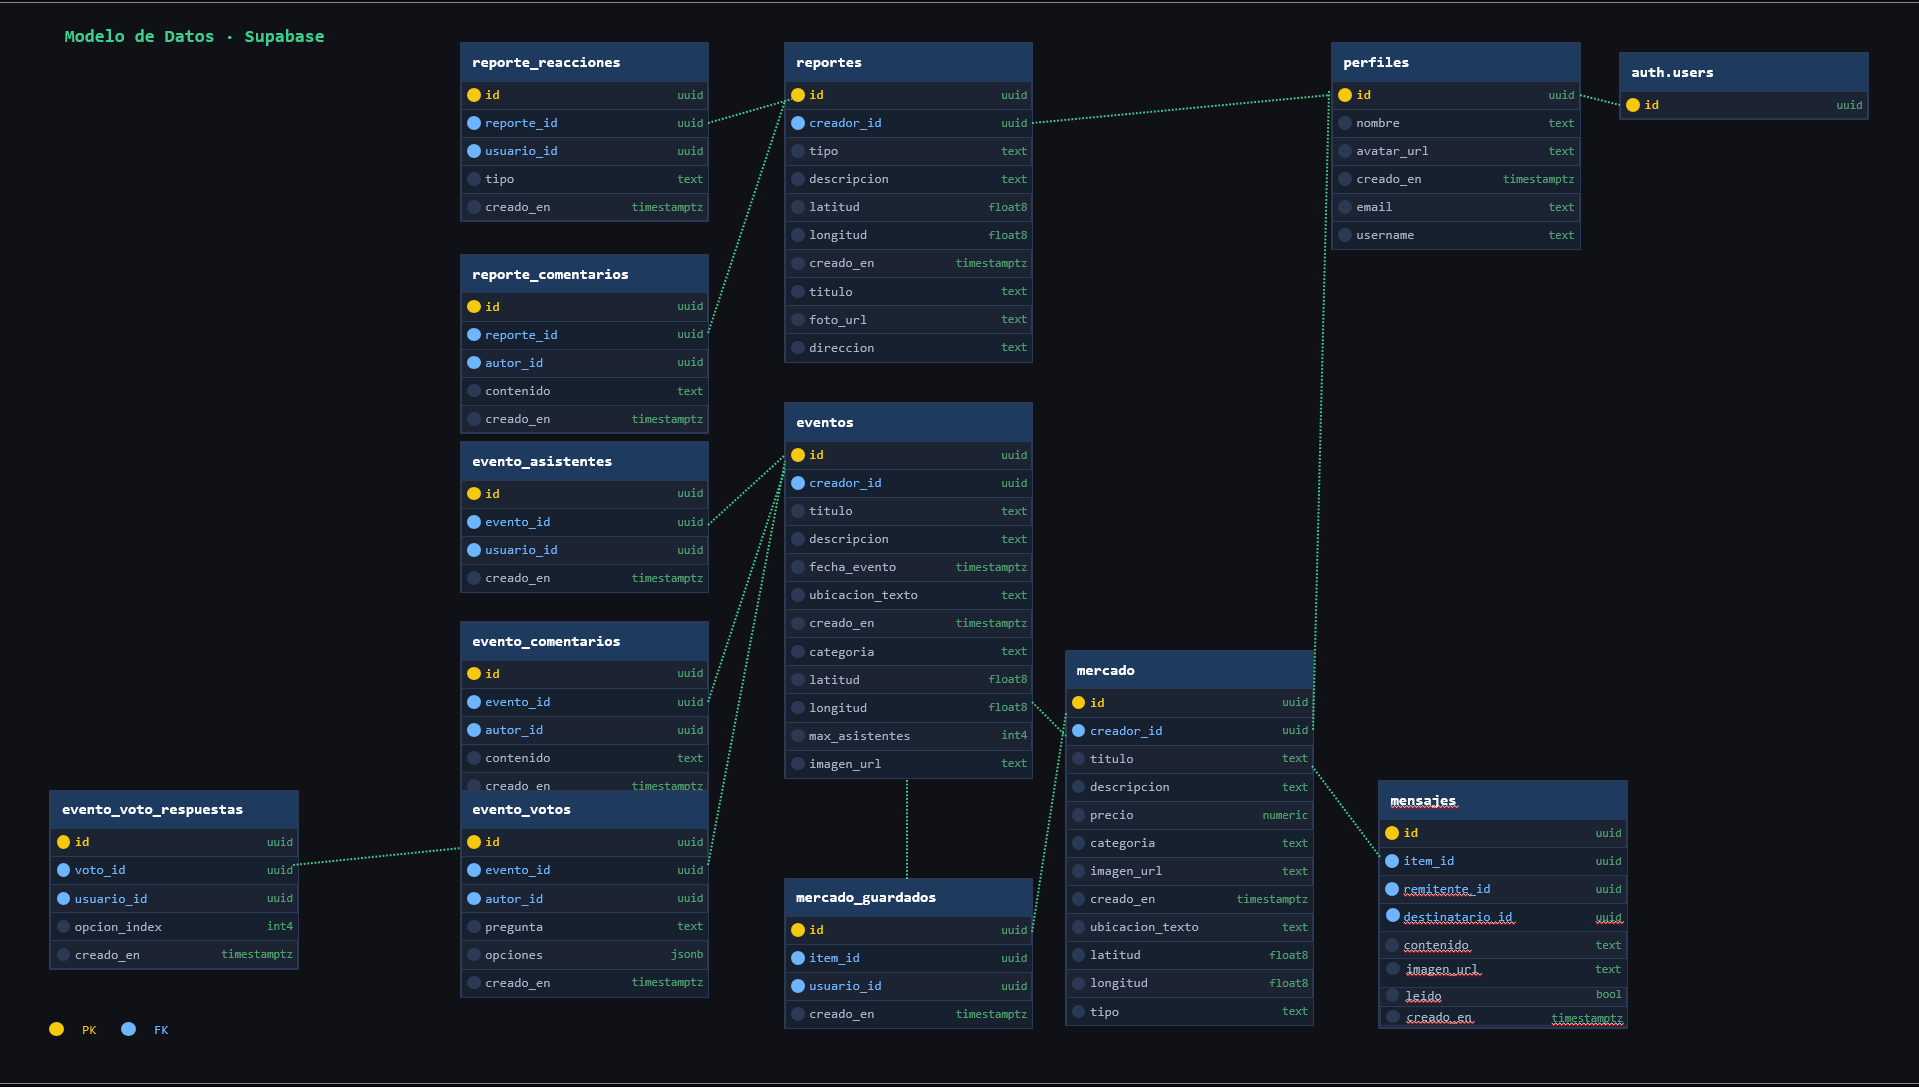 Modelo de Datos · Supabase
reporte_reacciones
id uuid
reporte_id uuid
usuario_id uuid
tipo text
creado_en timestamptz
reporte_comentarios
id uuid
reporte_id uuid
autor_id uuid
contenido text
creado_en timestamptz
evento_asistentes
id uuid
evento_id uuid
usuario_id uuid
creado_en timestamptz
evento_comentarios
id uuid
evento_id uuid
autor_id uuid
contenido text
creado_en timestamptz
evento_voto_respuestas
id uuid
voto_id uuid
usuario_id uuid
opcion_index int4
creado_en timestamptz
evento_votos
id uuid
evento_id uuid
autor_id uuid
pregunta text
opciones jsonb
creado_en timestamptz
reportes
id uuid
creador_id uuid
tipo text
descripcion text
latitud float8
longitud float8
creado_en timestamptz
titulo text
foto_url text
direccion text
eventos
id uuid
creador_id uuid
titulo text
descripcion text
fecha_evento timestamptz
ubicacion_texto text
creado_en timestamptz
categoria text
latitud float8
longitud float8
max_asistentes int4
imagen_url text
mercado_guardados
id uuid
item_id uuid
usuario_id uuid
creado_en timestamptz
mercado
id uuid
creador_id uuid
titulo text
descripcion text
precio numeric
categoria text
imagen_url text
creado_en timestamptz
ubicacion_texto text
latitud float8
longitud float8
tipo text
perfiles
id uuid
nombre text
avatar_url text
creado_en timestamptz
email text
username text
auth.users
id uuid
mensajes
id uuid
item_id uuid
remitente_id uuid
destinatario_id uuid
contenido text
imagen_url text
leido bool
creado_en timestamptz
PK FK